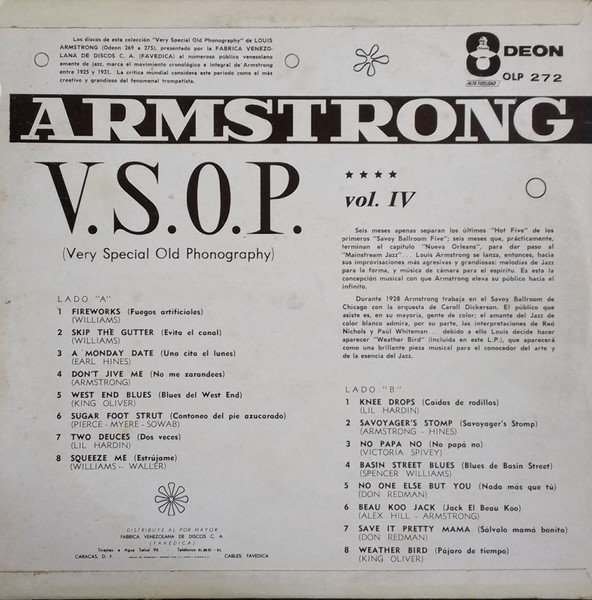 Los discos de esta colección "Very Special Old Phonography" de LOUIS
ARMSTRONG (Odeon 269 a 275), presentado por la FABRICA VENEZO-
LANA DE DISCOS C. A. (FAVEDICA) al numeroso público venezolano
amante de jazz, marca el movimiento cronológico e integral de Armstrong
entre 1925 y 1931. La crítica mundial considera este período como el más
creativo y grandioso del fenomenal trompetista.
ODEON
ALTA FIDELIDAD
OLP 272
ARMSTRONG
V.S.O.P.
(Very Special Old Phonography)
★★★★
vol. IV
Seis meses apenas separan los últimos "Hot Five" de los
primeros "Savoy Ballroom Five"; seis meses que, prácticamente,
terminan el capítulo "Nueva Orleans", para dar paso al
"Mainstream Jazz"... Louis Armstrong se lanza, entonces, hacia
sus improvisaciones más agresivas y grandiosas: melodías de Jazz
para la forma, y música de cámara para el espíritu. Es esta la
concepción musical con que Armstrong eleva su público hacia el
infinito.
Durante 1928 Armstrong trabaja en el Savoy Ballroom de
Chicago con la orquesta de Caroll Dickerson. El público que
asiste es, en su mayoría, gente de color; el amante del Jazz de
color blanco admira, por su parte, las interpretaciones de Red
Nichols y Paul Whiteman... debido a ello Louis decide hacer
aparecer "Weather Bird" (incluida en este L.P.), que aparecerá
como una brillante pieza musical para el conocedor del arte y
de la esencia del Jazz.
LADO "A"
1 FIREWORKS (Fuegos artificiales)
(WILLIAMS)
2 SKIP THE GUTTER (Evita el canal)
(WILLIAMS)
3 A MONDAY DATE (Una cita el lunes)
(EARL HINES)
4 DON'T JIVE ME (No me zarandees)
(ARMSTRONG)
5 WEST END BLUES (Blues del West End)
(KING OLIVER)
6 SUGAR FOOT STRUT (Contoneo del pie azucarado)
(PIERCE - MYERE - SOWAB)
7 TWO DEUCES (Dos veces)
(LIL HARDIN)
8 SQUEEZE ME (Estrújame)
(WILLIAMS - WALLER)
LADO "B"
1 KNEE DROPS (Caídas de rodillas)
(LIL HARDIN)
2 SAVOYAGER'S STOMP (Savoyager's Stomp)
(ARMSTRONG - HINES)
3 NO PAPA NO (No papá no)
(VICTORIA SPIVEY)
4 BASIN STREET BLUES (Blues de Basin Street)
(SPENCER WILLIAMS)
5 NO ONE ELSE BUT YOU (Nada más que tú)
(DON REDMAN)
6 BEAU KOO JACK (Jack El Beau Koo)
(ALEX HILL - ARMSTRONG)
7 SAVE IT PRETTY MAMA (Sálvalo mamá bonita)
(DON REDMAN)
8 WEATHER BIRD (Pájaro de tiempo)
(KING OLIVER)
DISTRIBUYE AL POR MAYOR
FABRICA VENEZOLANA DE DISCOS C. A.
(FAVEDICA)
Tiraples a Agua Salud 96 - Teléfonos:
CARACAS, D. F. CABLES: FAVEDICA